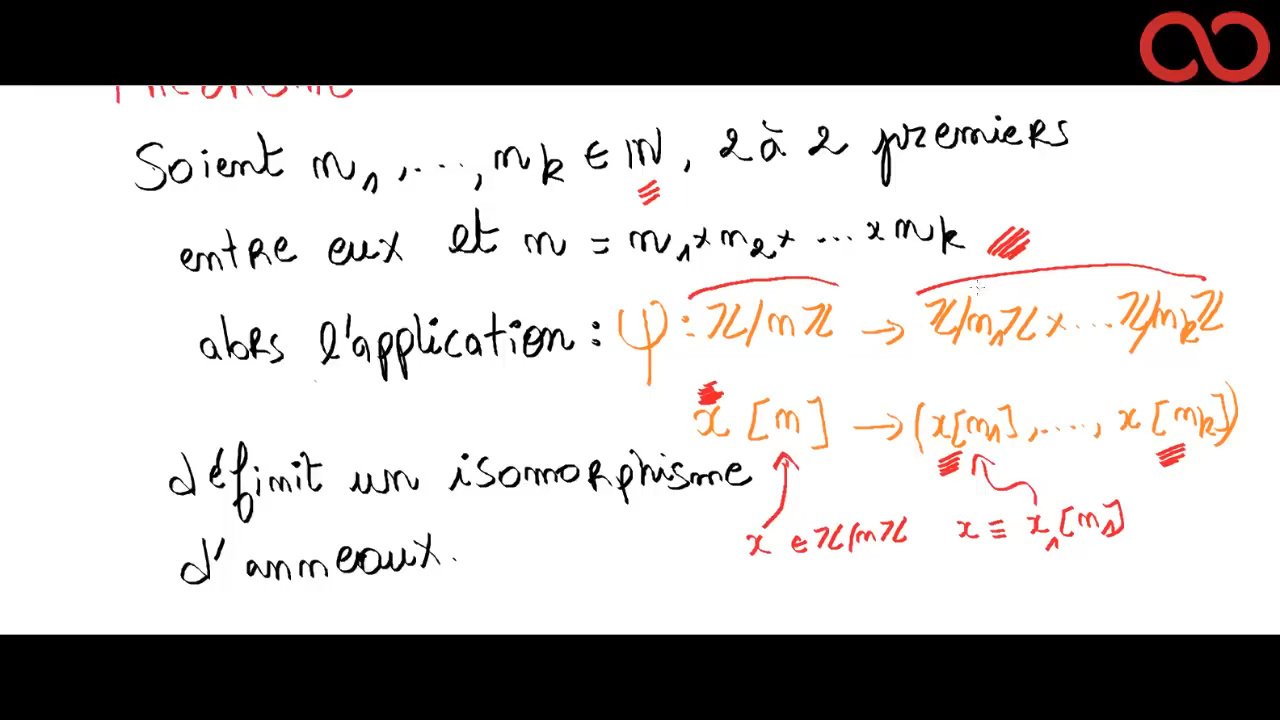 Théorème
Soient m₁, ..., mₖ ∈ ℕ, 2 à 2 premiers
entre eux et m = m₁ × m₂ × ... × mₖ
alors l'application : φ : ℤ/mℤ → ℤ/m₁ℤ × ... ℤ/mₖℤ
x [m] → (x[m₁], ...., x [mₖ])
définit un isomorphisme
d'anneaux.
x ∈ ℤ/mℤ x ≡ x₁ [m₁]